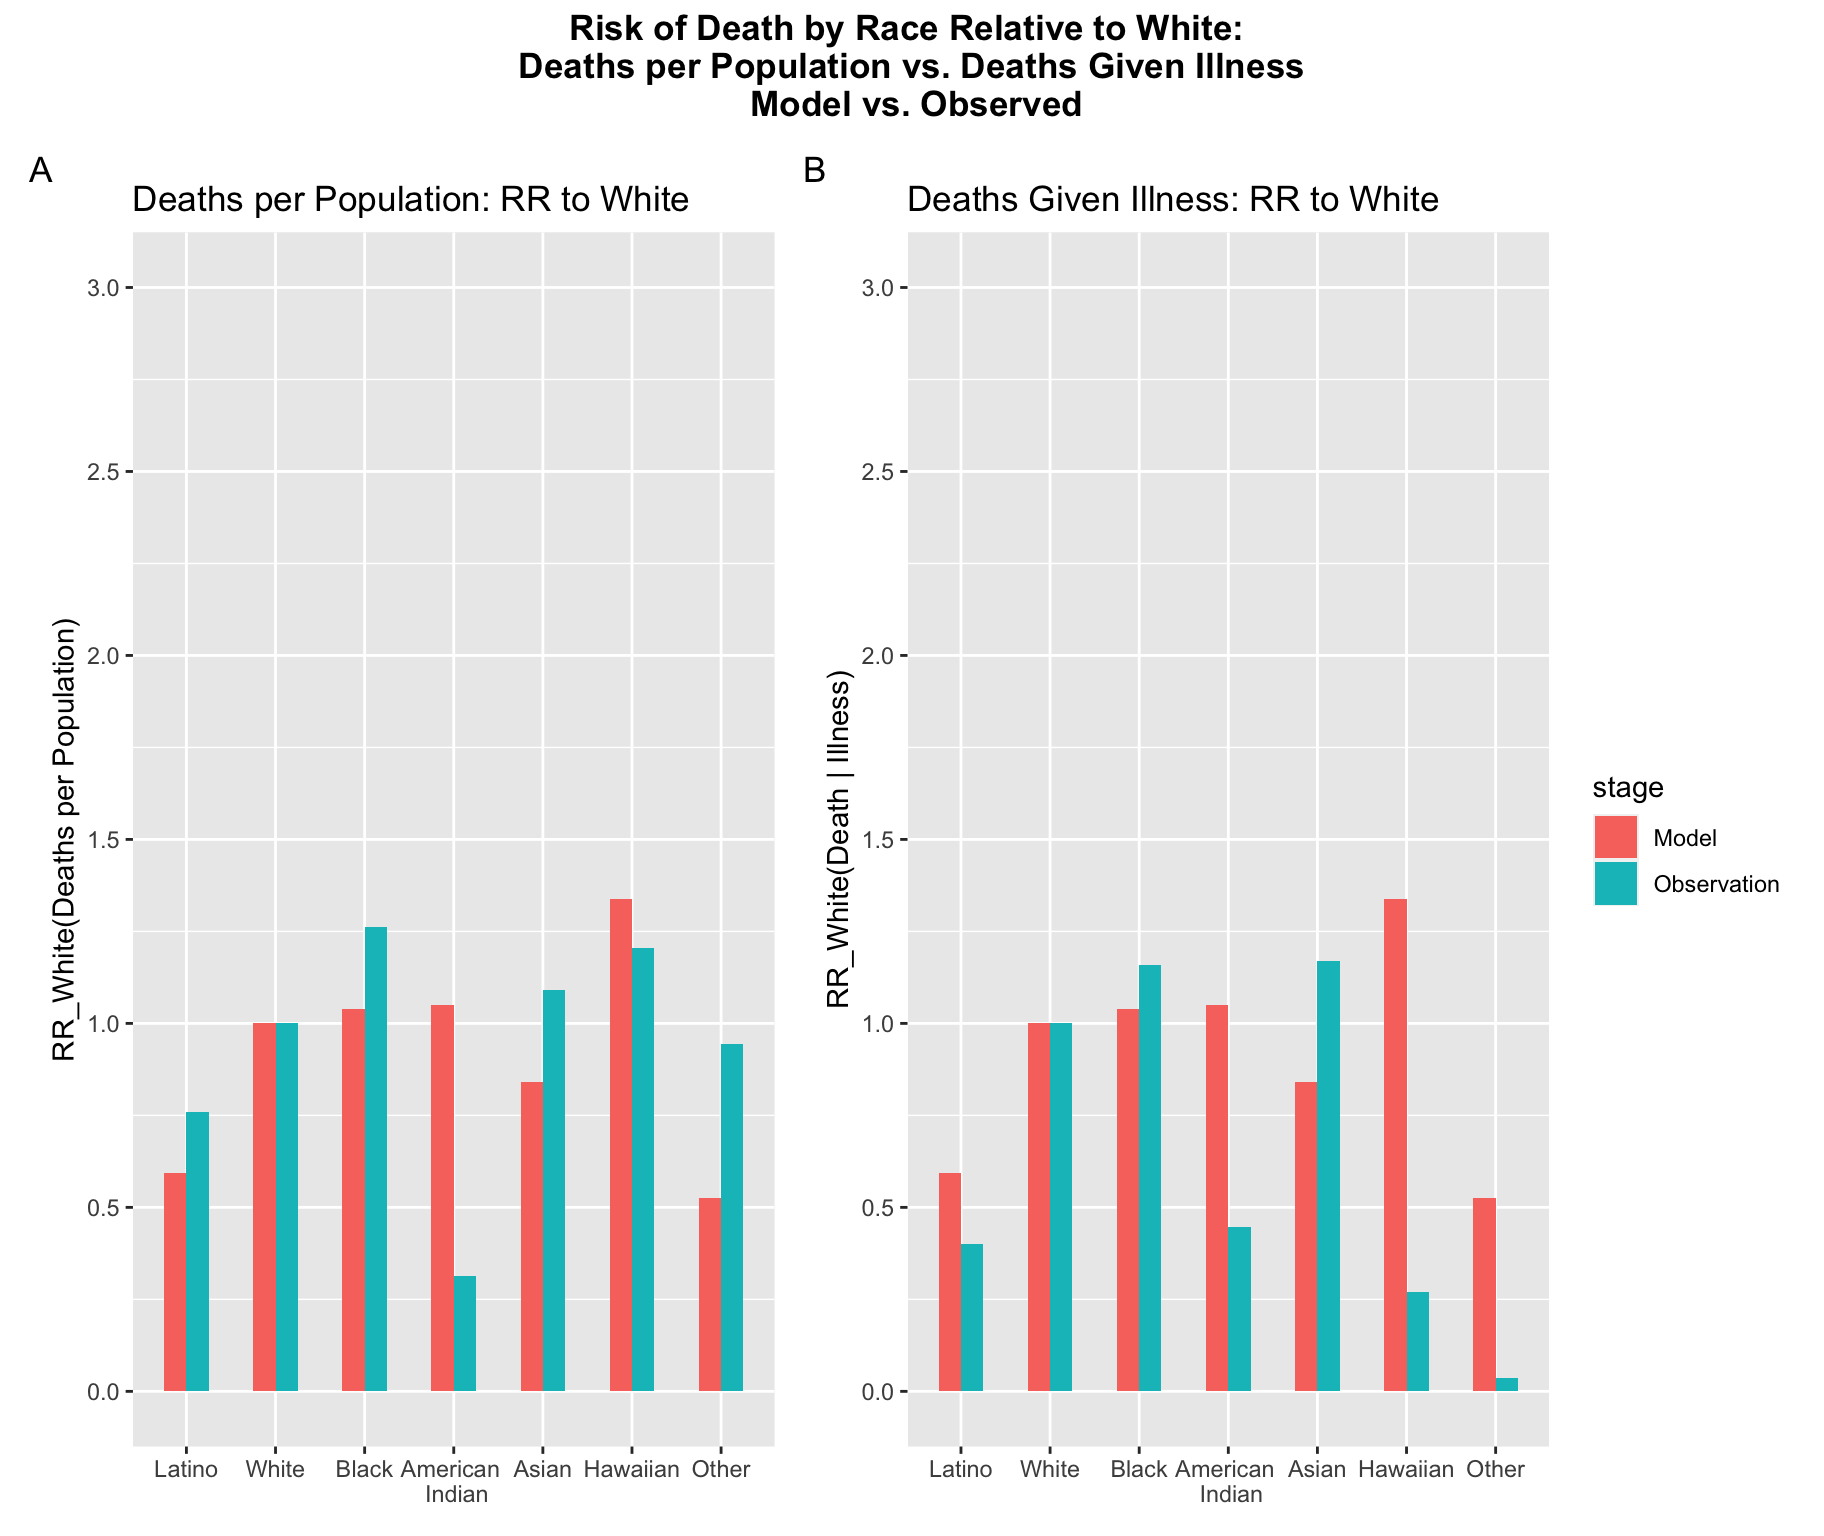 Risk of Death by Race Relative to White:
Deaths per Population vs. Deaths Given Illness
Model vs. Observed
A
Deaths per Population: RR to White
RR_White(Deaths per Population)
3.0
2.5
2.0
1.5
1.0
0.5
0.0
Latino White Black American Asian Hawaiian Other
Indian
B
Deaths Given Illness: RR to White
RR_White(Death | Illness)
3.0
2.5
2.0
1.5
1.0
0.5
0.0
Latino White Black American Asian Hawaiian Other
Indian
stage
Model
Observation